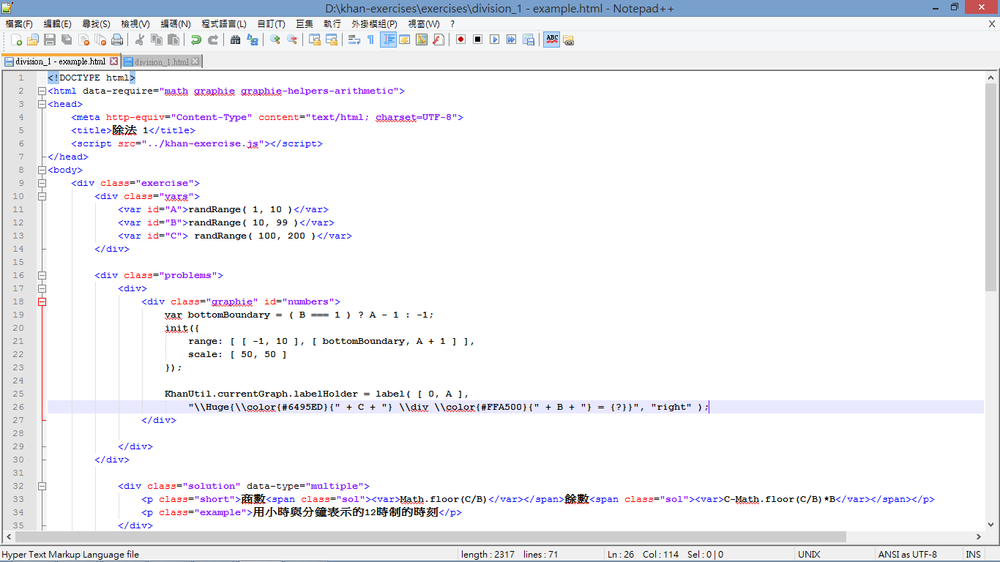 D:\khan-exercises\exercises\division_1 - example.html - Notepad++
檔案(F) 編輯(E) 尋找(S) 檢視(V) 編碼(N) 程式語言(L) 自訂(T) 巨集 執行 外掛模組(P) 視窗(W) ? X
division_1 - example.html division_1.html
1 <!DOCTYPE html>
2 <html data-require="math graphie graphie-helpers-arithmetic">
3 <head>
4 <meta http-equiv="Content-Type" content="text/html; charset=UTF-8">
5 <title>除法 1</title>
6 <script src="../khan-exercise.js"></script>
7 </head>
8 <body>
9 <div class="exercise">
10 <div class="vars">
11 <var id="A">randRange( 1, 10 )</var>
12 <var id="B">randRange( 10, 99 )</var>
13 <var id="C"> randRange( 100, 200 )</var>
14 </div>
15
16 <div class="problems">
17 <div>
18 <div class="graphie" id="numbers">
19 var bottomBoundary = ( B === 1 ) ? A - 1 : -1;
20 init({
21 range: [ [ -1, 10 ], [ bottomBoundary, A + 1 ] ],
22 scale: [ 50, 50 ]
23 });
24
25 KhanUtil.currentGraph.labelHolder = label( [ 0, A ],
26 "\\Huge{\\color{#6495ED}{" + C + "} \\div \\color{#FFA500}{" + B + "} = {?}}", "right" );
27 </div>
28
29 </div>
30 </div>
31
32 <div class="solution" data-type="multiple">
33 <p class="short">商數<span class="sol"><var>Math.floor(C/B)</var></span>餘數<span class="sol"><var>C-Math.floor(C/B)*B</var></span></p>
34 <p class="example">用小時與分鐘表示的12時制的時刻</p>
35 </div>
Hyper Text Markup Language file length : 2317 lines : 71 Ln : 26 Col : 114 Sel : 0 | 0 UNIX ANSI as UTF-8 INS